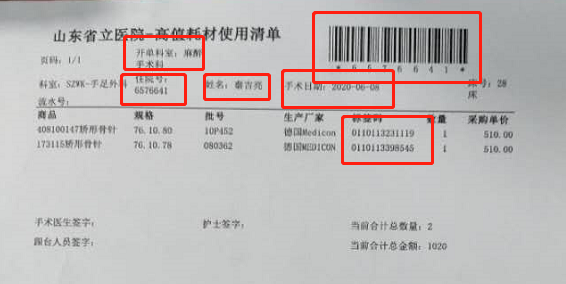 山东省立医院-高值耗材使用清单
页码：1/1
开单科室：麻醉手术科
*6576641*
科室：SZWK-手足外科
住院号：6576641
姓名：秦吉亮
手术日期：2020-06-08
床号：28床
流水号：
商品 规格 批号 生产厂家 标签码 数量 采购单价
408100147矫形骨针 76.10.80 10P452 德国Medicon 0110113231119 1 510.00
173115矫形骨针 76.10.78 080362 德国MEDICON 0110113398545 1 510.00
手术医生签字： 护士签字： 当前合计总数量：2
跟台人员签字： 当前合计总金额：1020